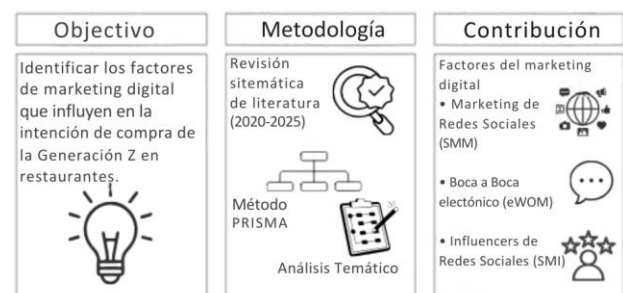 Objectivo
Identificar los factores
de marketing digital
que influyen en la
intención de compra de
la Generación Z en
restaurantes.
Metodología
Revisión
sitemática
de literatura
(2020-2025)
Método
PRISMA
Análisis Temático
Contribución
Factores del marketing
digital
• Marketing de
Redes Sociales
(SMM)
• Boca a Boca
electónico (eWOM)
• Influencers de
Redes Sociales (SMI)